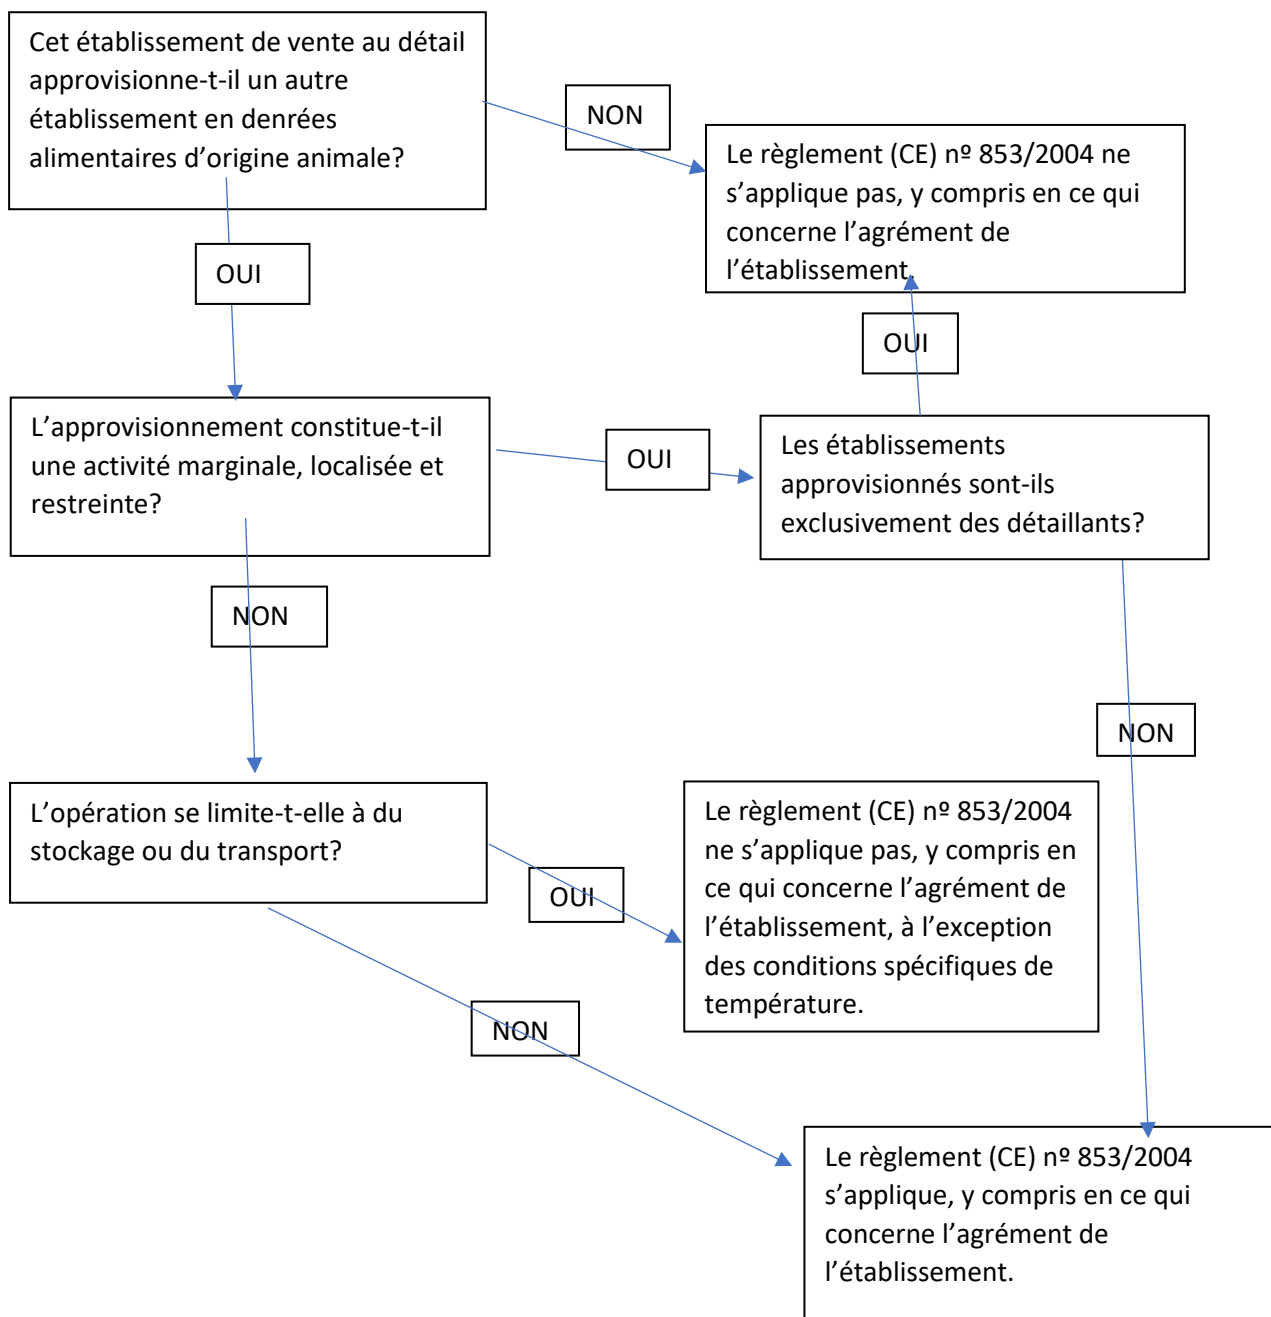 Cet établissement de vente au détail
approvisionne-t-il un autre
établissement en denrées
alimentaires d'origine animale?
NON
Le règlement (CE) nº 853/2004 ne
s'applique pas, y compris en ce qui
concerne l'agrément de
l'établissement.
OUI
OUI
L'approvisionnement constitue-t-il
une activité marginale, localisée et
restreinte?
OUI
Les établissements
approvisionnés sont-ils
exclusivement des détaillants?
NON
NON
L'opération se limite-t-elle à du
stockage ou du transport?
OUI
Le règlement (CE) nº 853/2004
ne s'applique pas, y compris en
ce qui concerne l'agrément de
l'établissement, à l'exception
des conditions spécifiques de
température.
NON
Le règlement (CE) nº 853/2004
s'applique, y compris en ce qui
concerne l'agrément de
l'établissement.